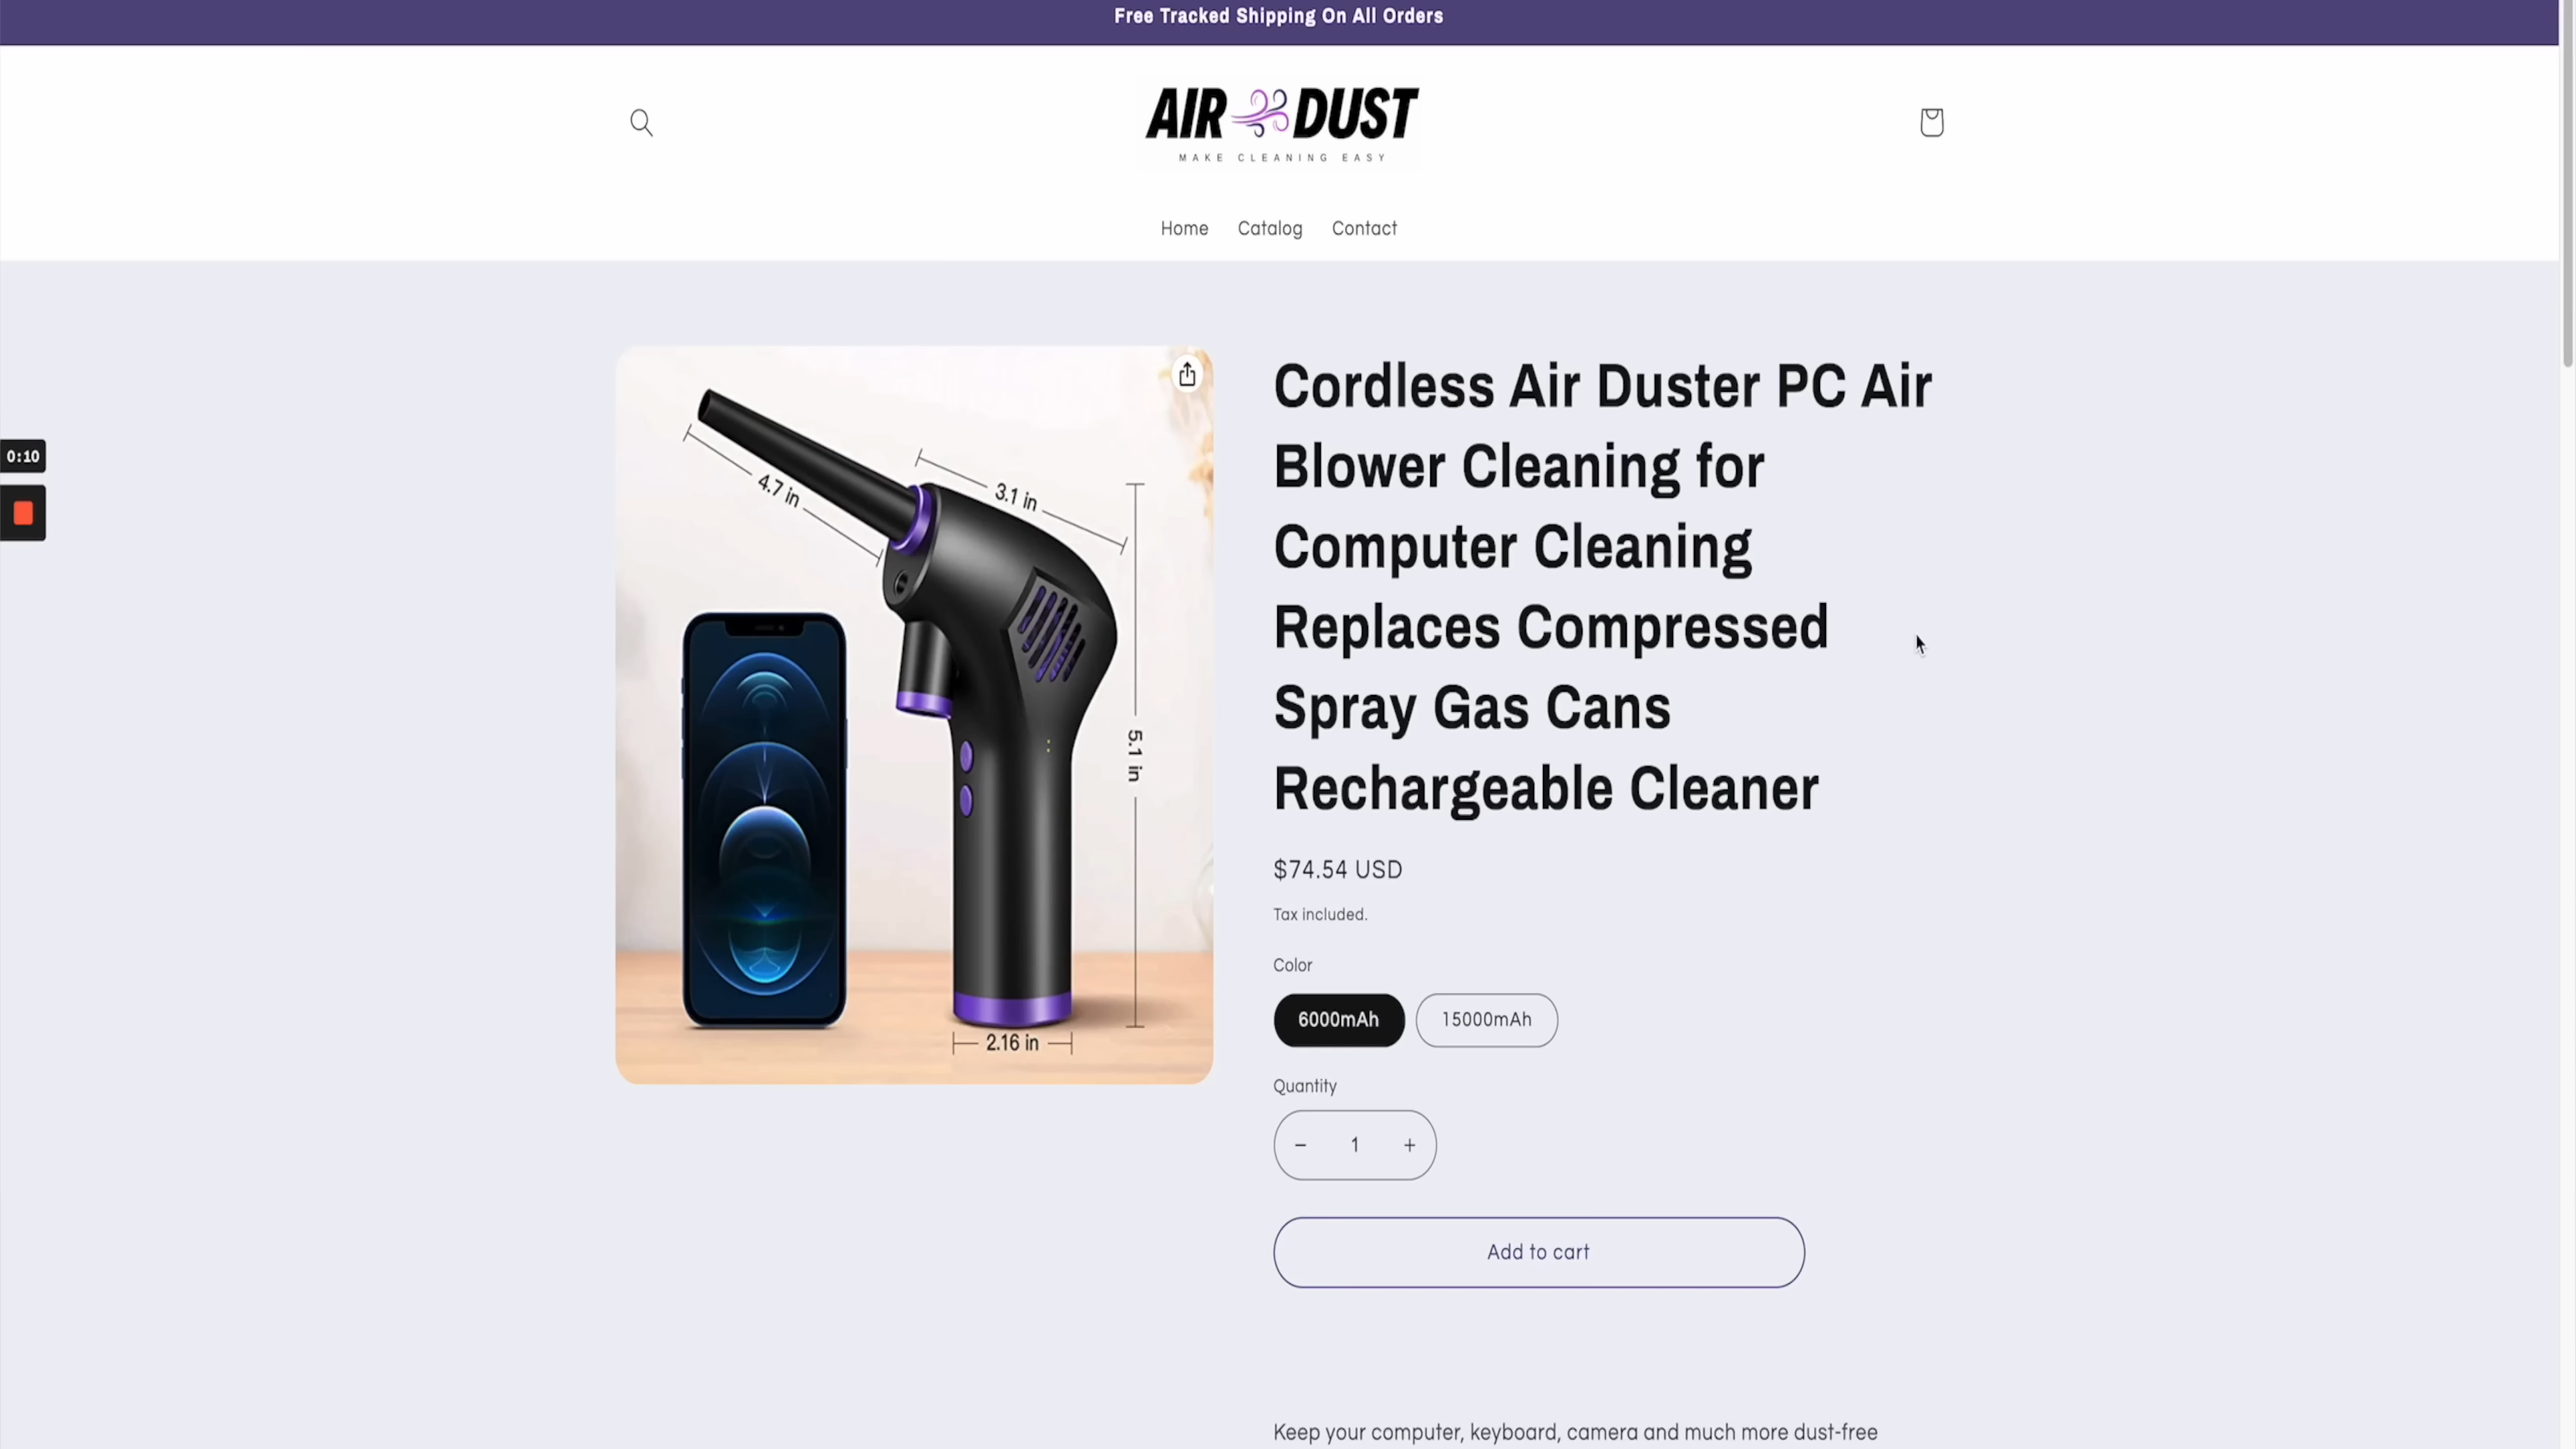 Free Tracked Shipping On All Orders
AIR DUST
MAKE CLEANING EASY
Home Catalog Contact
0:10
4.7 in
3.1 in
5.1 in
2.16 in
Cordless Air Duster PC Air
Blower Cleaning for
Computer Cleaning
Replaces Compressed
Spray Gas Cans
Rechargeable Cleaner
$74.54 USD
Tax included.
Color
6000mAh 15000mAh
Quantity
− 1 +
Add to cart
Keep your computer, keyboard, camera and much more dust-free